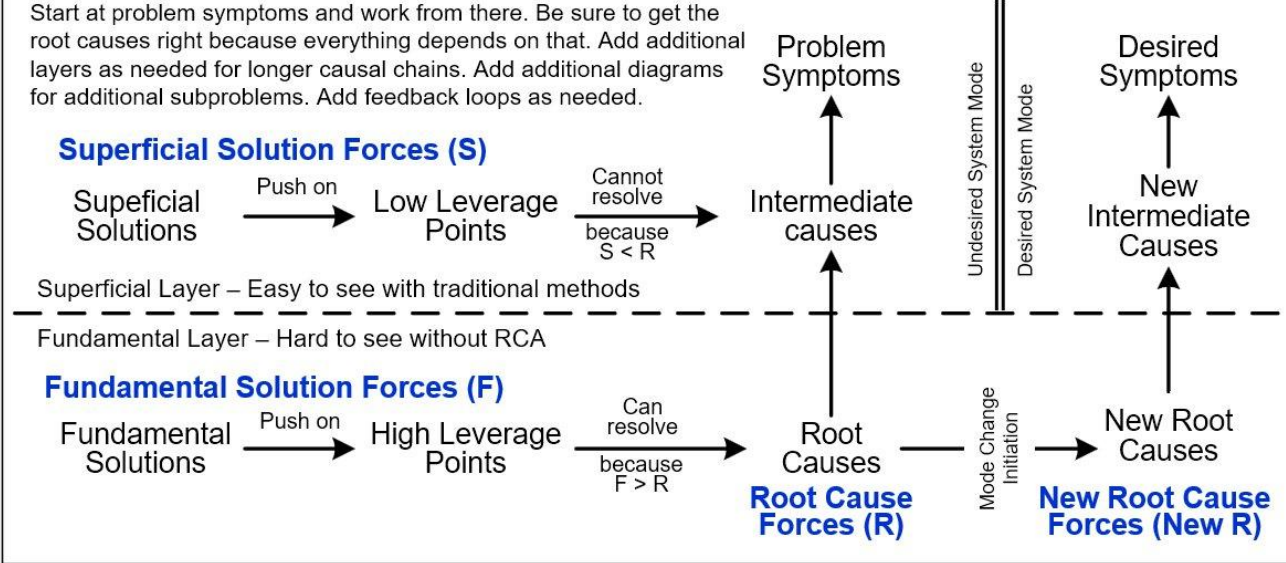 Start at problem symptoms and work from there. Be sure to get the
root causes right because everything depends on that. Add additional
layers as needed for longer causal chains. Add additional diagrams
for additional subproblems. Add feedback loops as needed.
Problem
Symptoms
Undesired System Mode
Desired System Mode
Desired
Symptoms
Superficial Solution Forces (S)
Supeficial
Solutions
Push on
Low Leverage
Points
Cannot
resolve
because
S < R
Intermediate
causes
New
Intermediate
Causes
Superficial Layer – Easy to see with traditional methods
Fundamental Layer – Hard to see without RCA
Fundamental Solution Forces (F)
Fundamental
Solutions
Push on
High Leverage
Points
Can
resolve
because
F > R
Root
Causes
Root Cause
Forces (R)
Mode Change
Initiation
New Root
Causes
New Root Cause
Forces (New R)